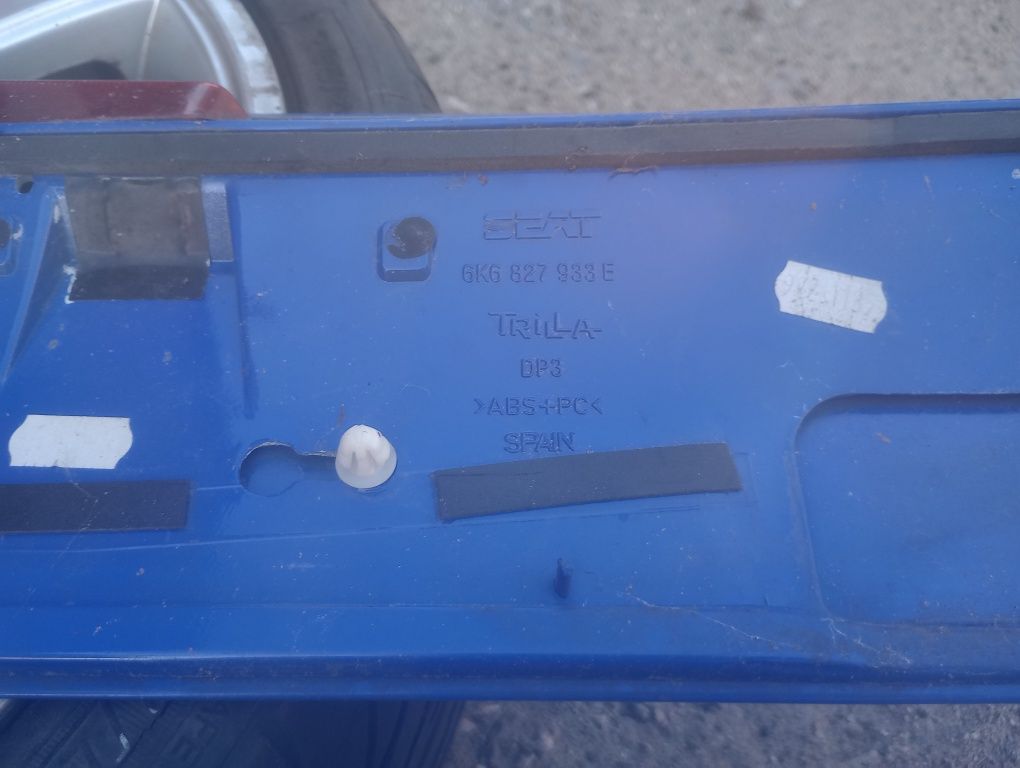 SEAT
6K6 827 933 E
TRiLLA
DP3
>ABS+PC<
SPAIN